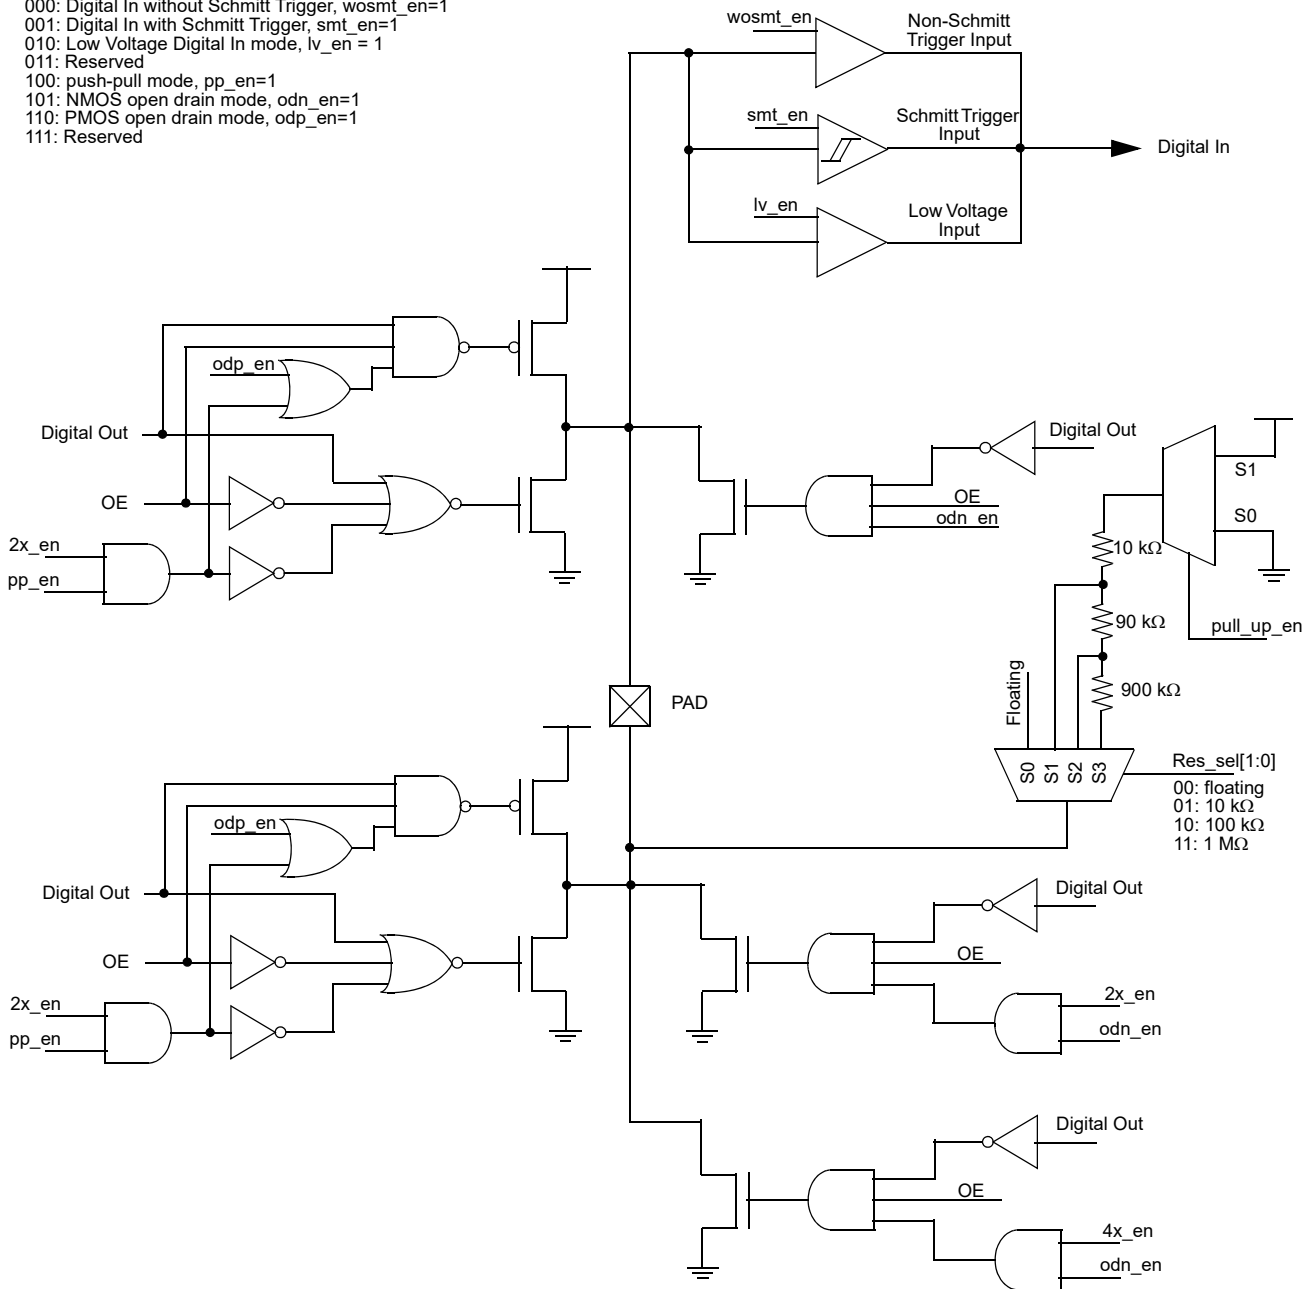 000: Digital In without Schmitt Trigger, wosmt_en=1
001: Digital In with Schmitt Trigger, smt_en=1
010: Low Voltage Digital In mode, lv_en = 1
011: Reserved
100: push-pull mode, pp_en=1
101: NMOS open drain mode, odn_en=1
110: PMOS open drain mode, odp_en=1
111: Reserved
wosmt_en
Non-Schmitt
Trigger Input
smt_en
Schmitt Trigger
Input
Digital In
lv_en
Low Voltage
Input
odp_en
Digital Out
OE
2x_en
pp_en
Digital Out
OE
odn_en
S1
S0
10 kΩ
90 kΩ
pull_up_en
900 kΩ
Floating
PAD
S0
S1
S2
S3
Res_sel[1:0]
00: floating
01: 10 kΩ
10: 100 kΩ
11: 1 MΩ
odp_en
Digital Out
OE
2x_en
pp_en
Digital Out
OE
2x_en
odn_en
Digital Out
OE
4x_en
odn_en